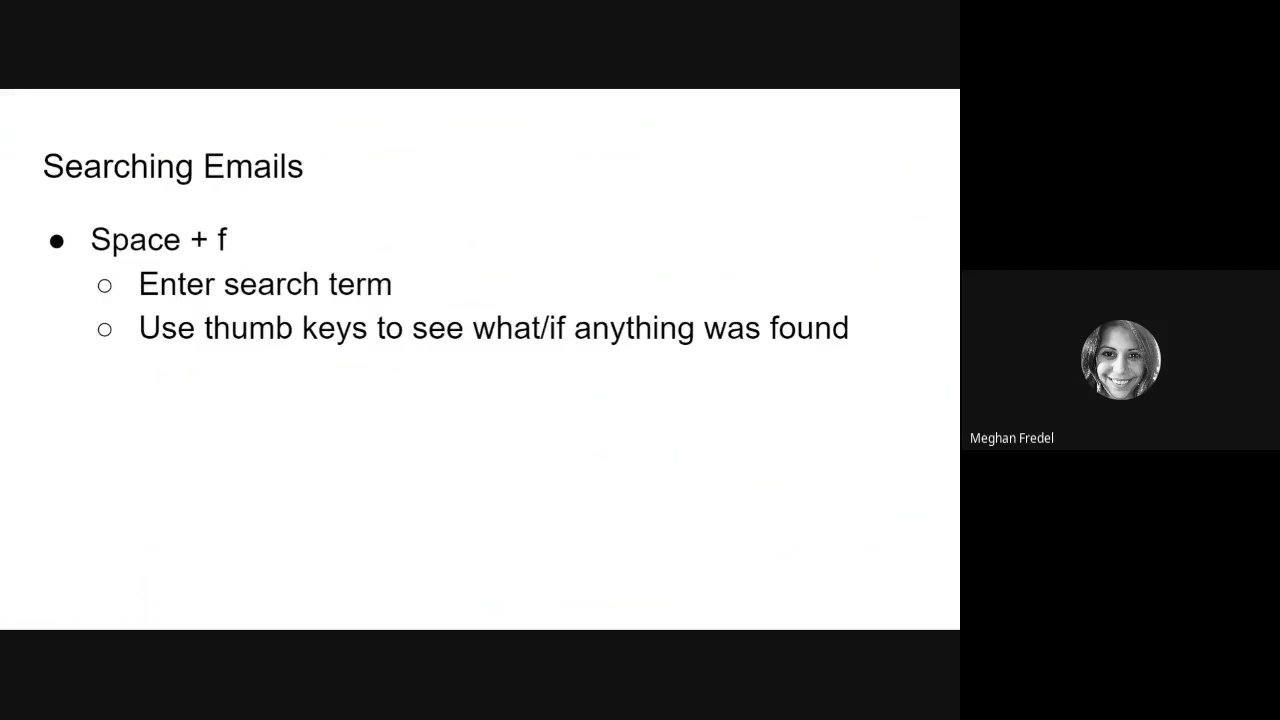 Searching Emails
● Space + f
○ Enter search term
○ Use thumb keys to see what/if anything was found
Meghan Fredel